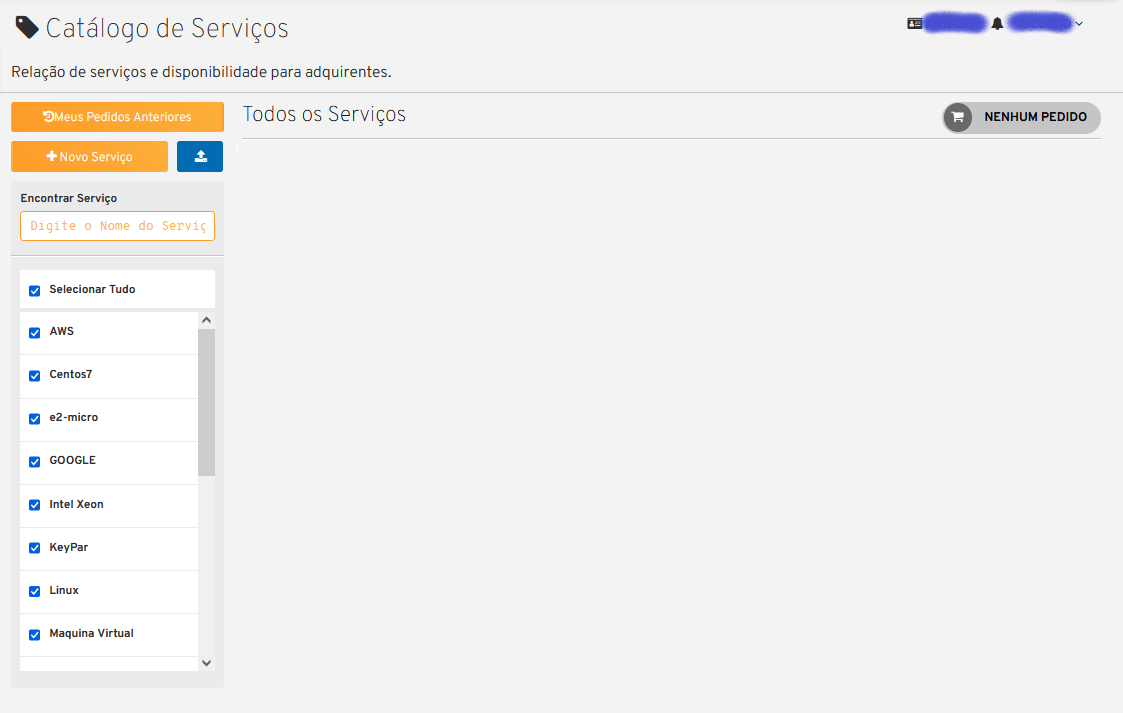 Catálogo de Serviços
Relação de serviços e disponibilidade para adquirentes.
Meus Pedidos Anteriores
Novo Serviço
Encontrar Serviço
Digite o Nome do Serviç
Selecionar Tudo
AWS
Centos7
e2-micro
GOOGLE
Intel Xeon
KeyPar
Linux
Maquina Virtual
Todos os Serviços
NENHUM PEDIDO